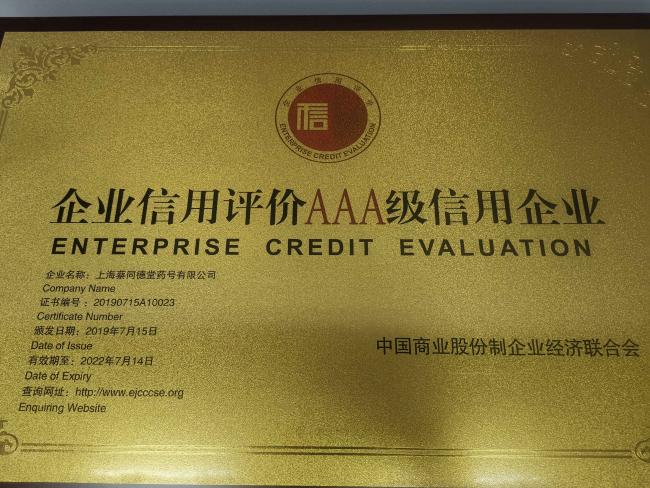 企业信用评价
信
ENTERPRISE CREDIT EVALUATION
企业信用评价AAA级信用企业
ENTERPRISE CREDIT EVALUATION
企业名称：上海蔡同德堂药号有限公司
Company Name
证书编号：20190715A10023
Certificate Number
颁发日期：2019年7月15日
Date of Issue
有效期至：2022年7月14日
Date of Expiry
查询网址：http://www.ejcccse.org
Enquiring Website
中国商业股份制企业经济联合会